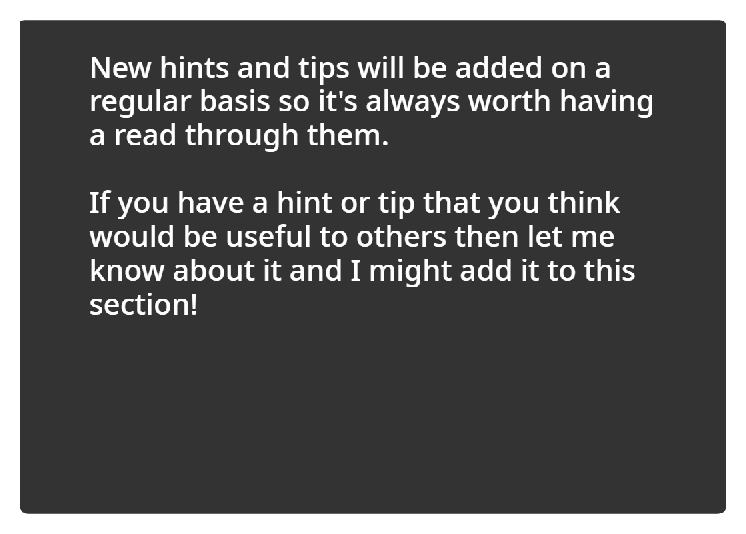 New hints and tips will be added on a
regular basis so it's always worth having
a read through them.
If you have a hint or tip that you think
would be useful to others then let me
know about it and I might add it to this
section!